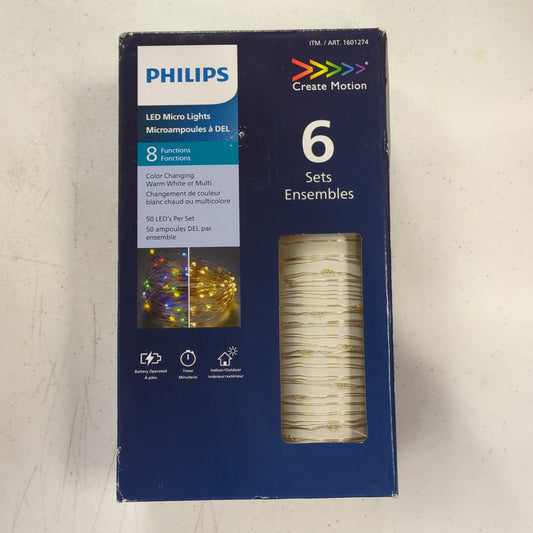 ITM. / ART. 1601274
PHILIPS
Create Motion
LED Micro Lights
Microampoules à DEL
8 Functions
Fonctions
6
Sets
Ensembles
Color Changing
Warm White or Multi
Changement de couleur
blanc chaud ou multicolore
50 LED's Per Set
50 ampoules DEL par
ensemble
Battery Operated
À piles
Timer
Minuterie
Indoor/Outdoor
Intérieur/extérieur